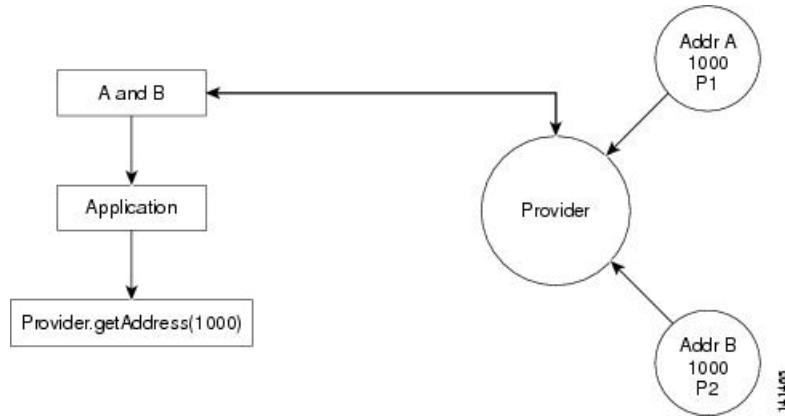 Addr A
1000
P1
A and B
Application
Provider
Provider.getAddress(1000)
Addr B
1000
P2